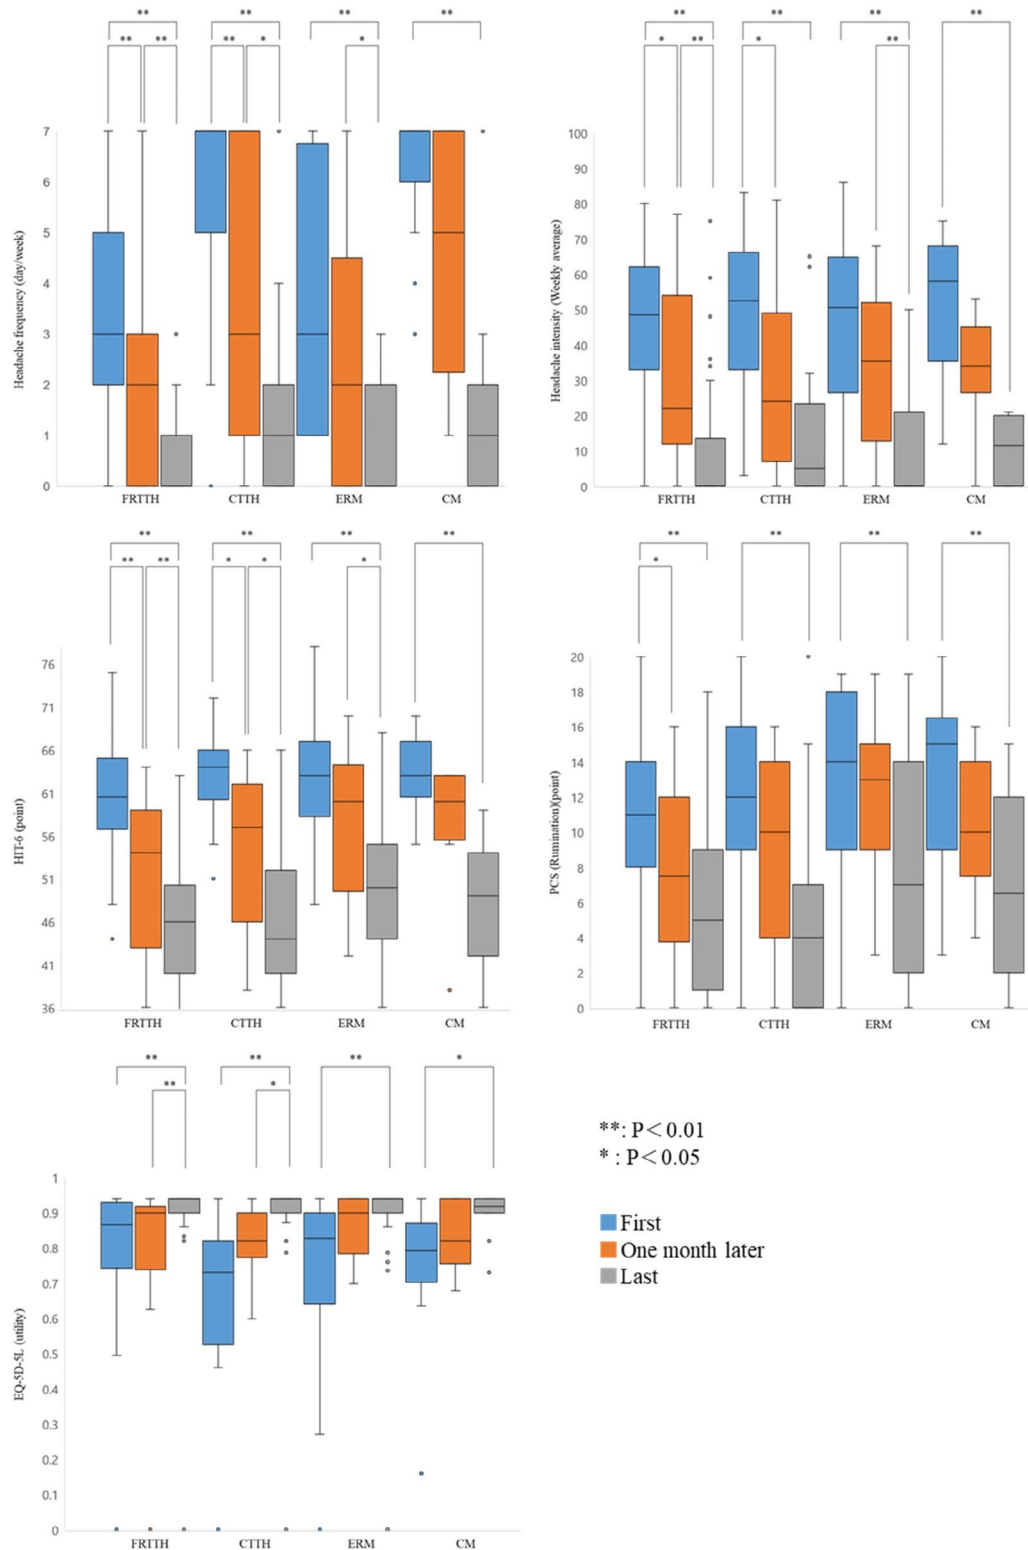 ** ** ** **
** ** ** * *
7
6
5
4
3
2
1
0
Headache frequency (day/week)
FRTTH CTTH ERM CM
** ** ** **
* ** * **
100
90
80
70
60
50
40
30
20
10
0
Headache intensity (Weekly average)
FRTTH CTTH ERM CM
** ** ** **
** ** * * *
76
71
66
61
56
51
46
41
36
HIT-6 (point)
FRTTH CTTH ERM CM
** ** ** **
*
20
18
16
14
12
10
8
6
4
2
0
PCS (Rumination)(point)
FRTTH CTTH ERM CM
** ** ** *
** *
1
0.9
0.8
0.7
0.6
0.5
0.4
0.3
0.2
0.1
0
EQ-5D-5L (utility)
FRTTH CTTH ERM CM
**: P< 0.01
* : P< 0.05
First
One month later
Last